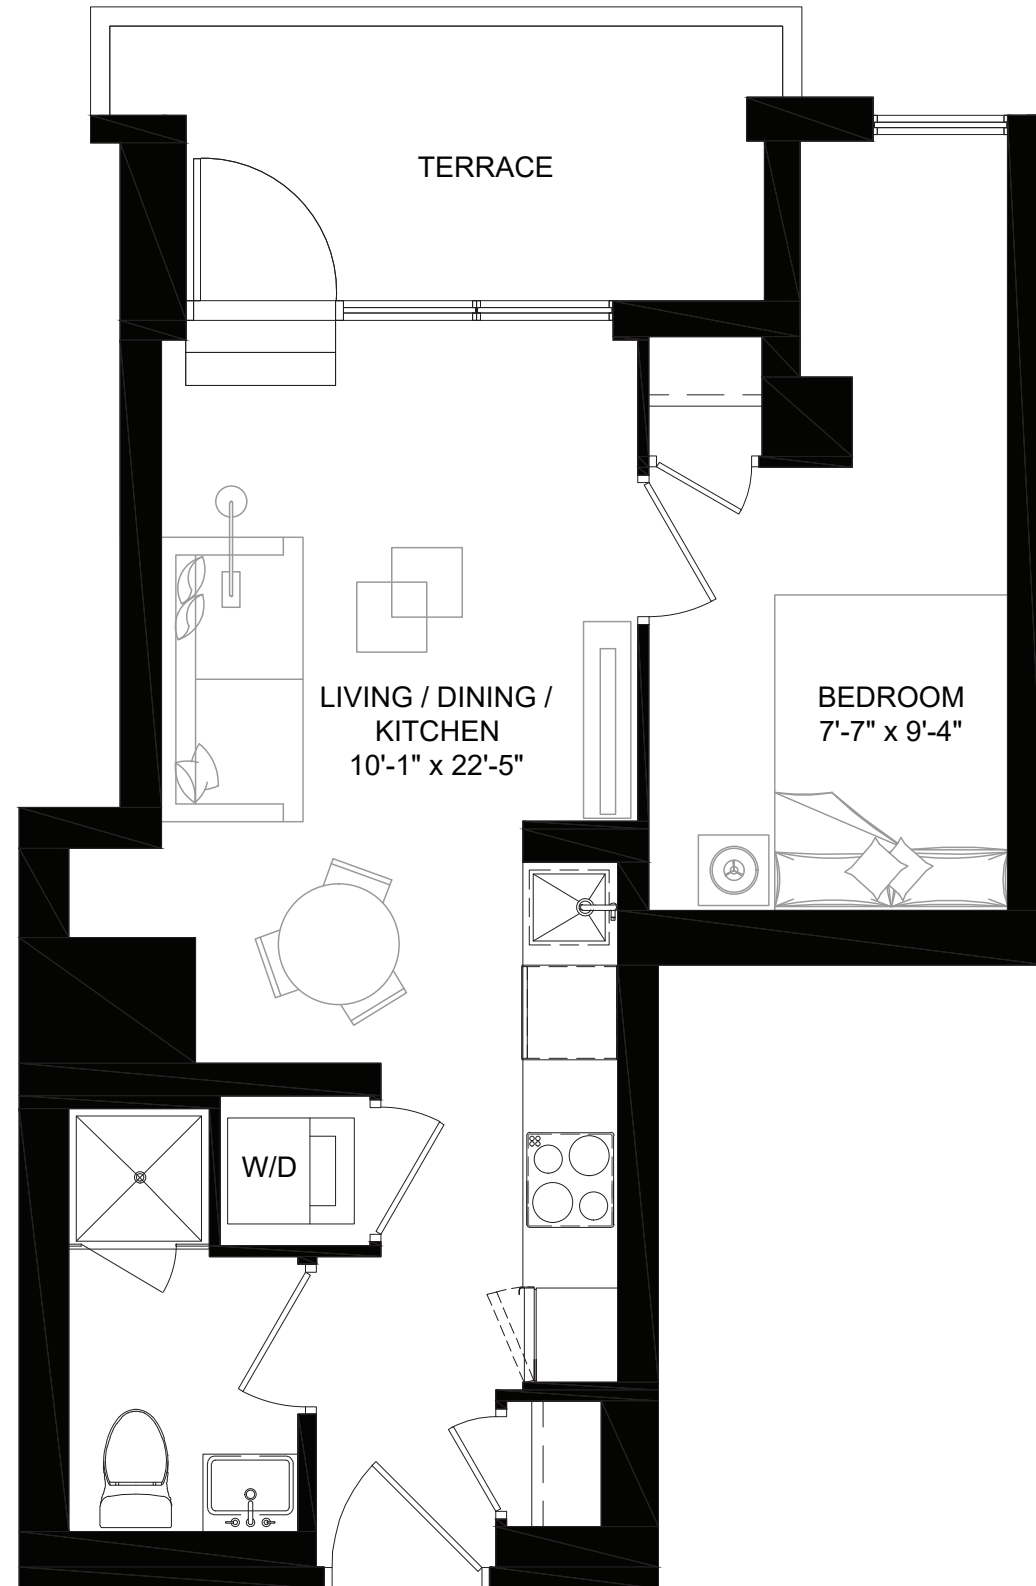 TERRACE
LIVING / DINING /
KITCHEN
10'-1" x 22'-5"
BEDROOM
7'-7" x 9'-4"
W/D